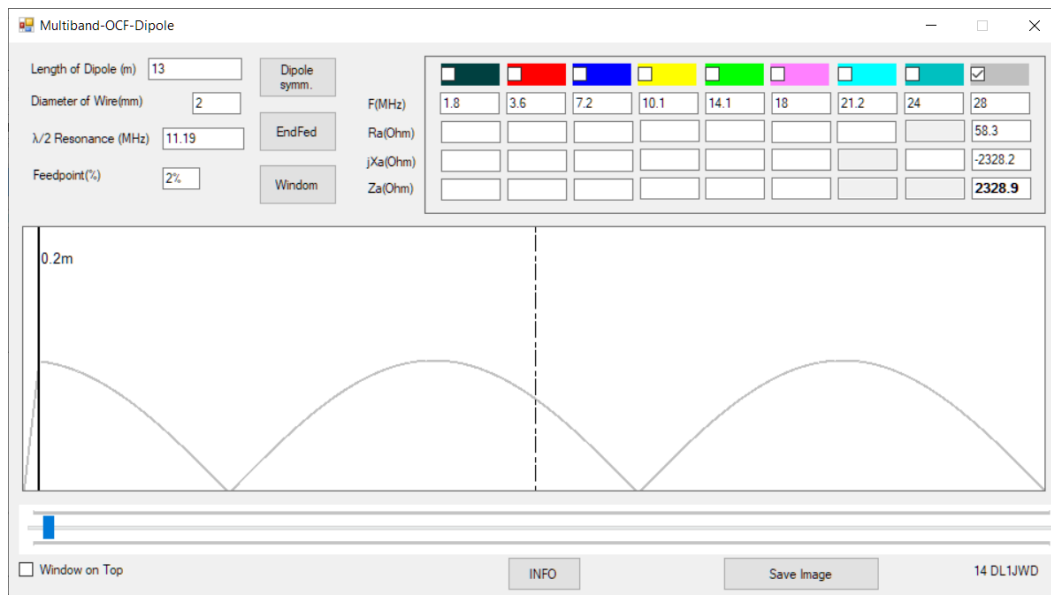 Multiband-OCF-Dipole
Length of Dipole (m) 13
Dipole symm.
Diameter of Wire(mm) 2
λ/2 Resonance (MHz) 11.19
EndFed
Feedpoint(%) 2%
Windom
F(MHz) 1.8 3.6 7.2 10.1 14.1 18 21.2 24 28
Ra(Ohm) 58.3
jXa(Ohm) -2328.2
Za(Ohm) 2328.9
0.2m
Window on Top
INFO
Save Image
14 DL1JWD